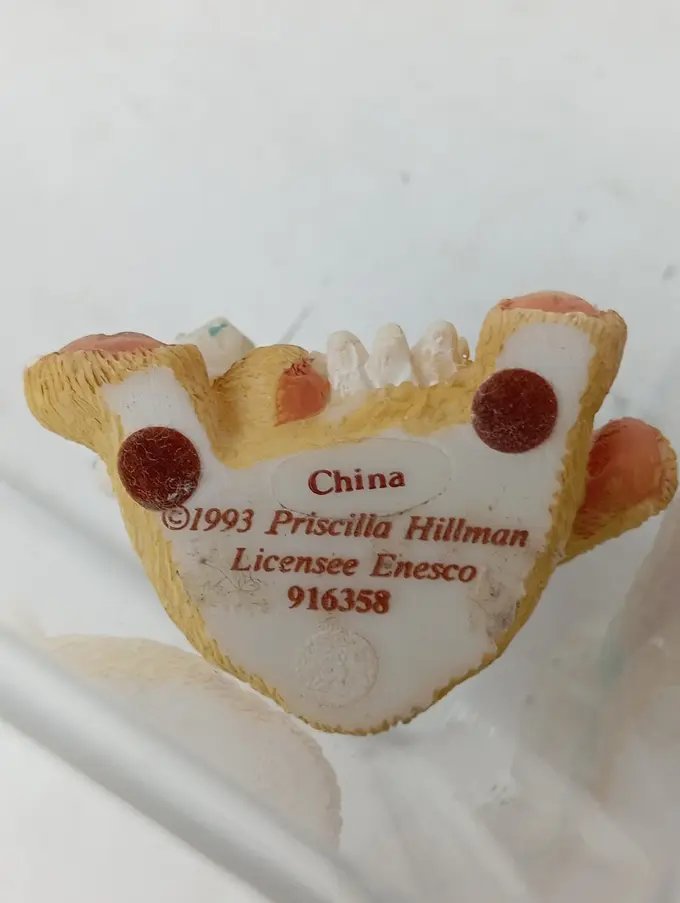 China
©1993 Priscilla Hillman
Licensee Enesco
916358